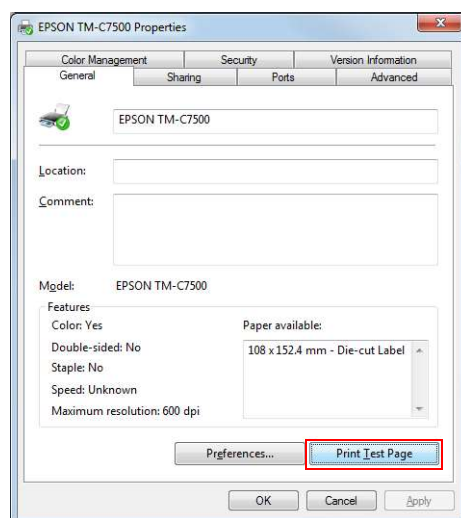 EPSON TM-C7500 Properties
Color Management Security Version Information
General Sharing Ports Advanced
EPSON TM-C7500
Location:
Comment:
Model: EPSON TM-C7500
Features
Color: Yes Paper available:
Double-sided: No 108 x 152.4 mm - Die-cut Label
Staple: No
Speed: Unknown
Maximum resolution: 600 dpi
Preferences... Print Test Page
OK Cancel Apply